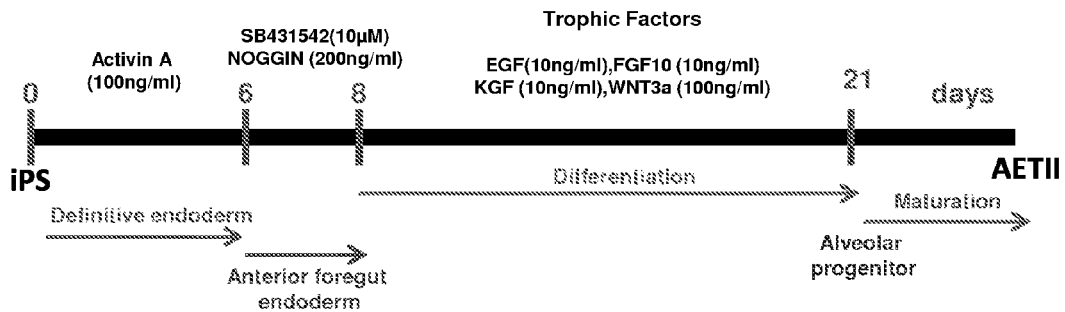 Trophic Factors
SB431542(10µM)
NOGGIN (200ng/ml)
Activin A
(100ng/ml)
EGF(10ng/ml),FGF10 (10ng/ml)
KGF (10ng/ml),WNT3a (100ng/ml)
0
6
8
21
days
iPS
AETII
Differentiation
Definitive endoderm
Maturation
Anterior foregut
endoderm
Alveolar
progenitor